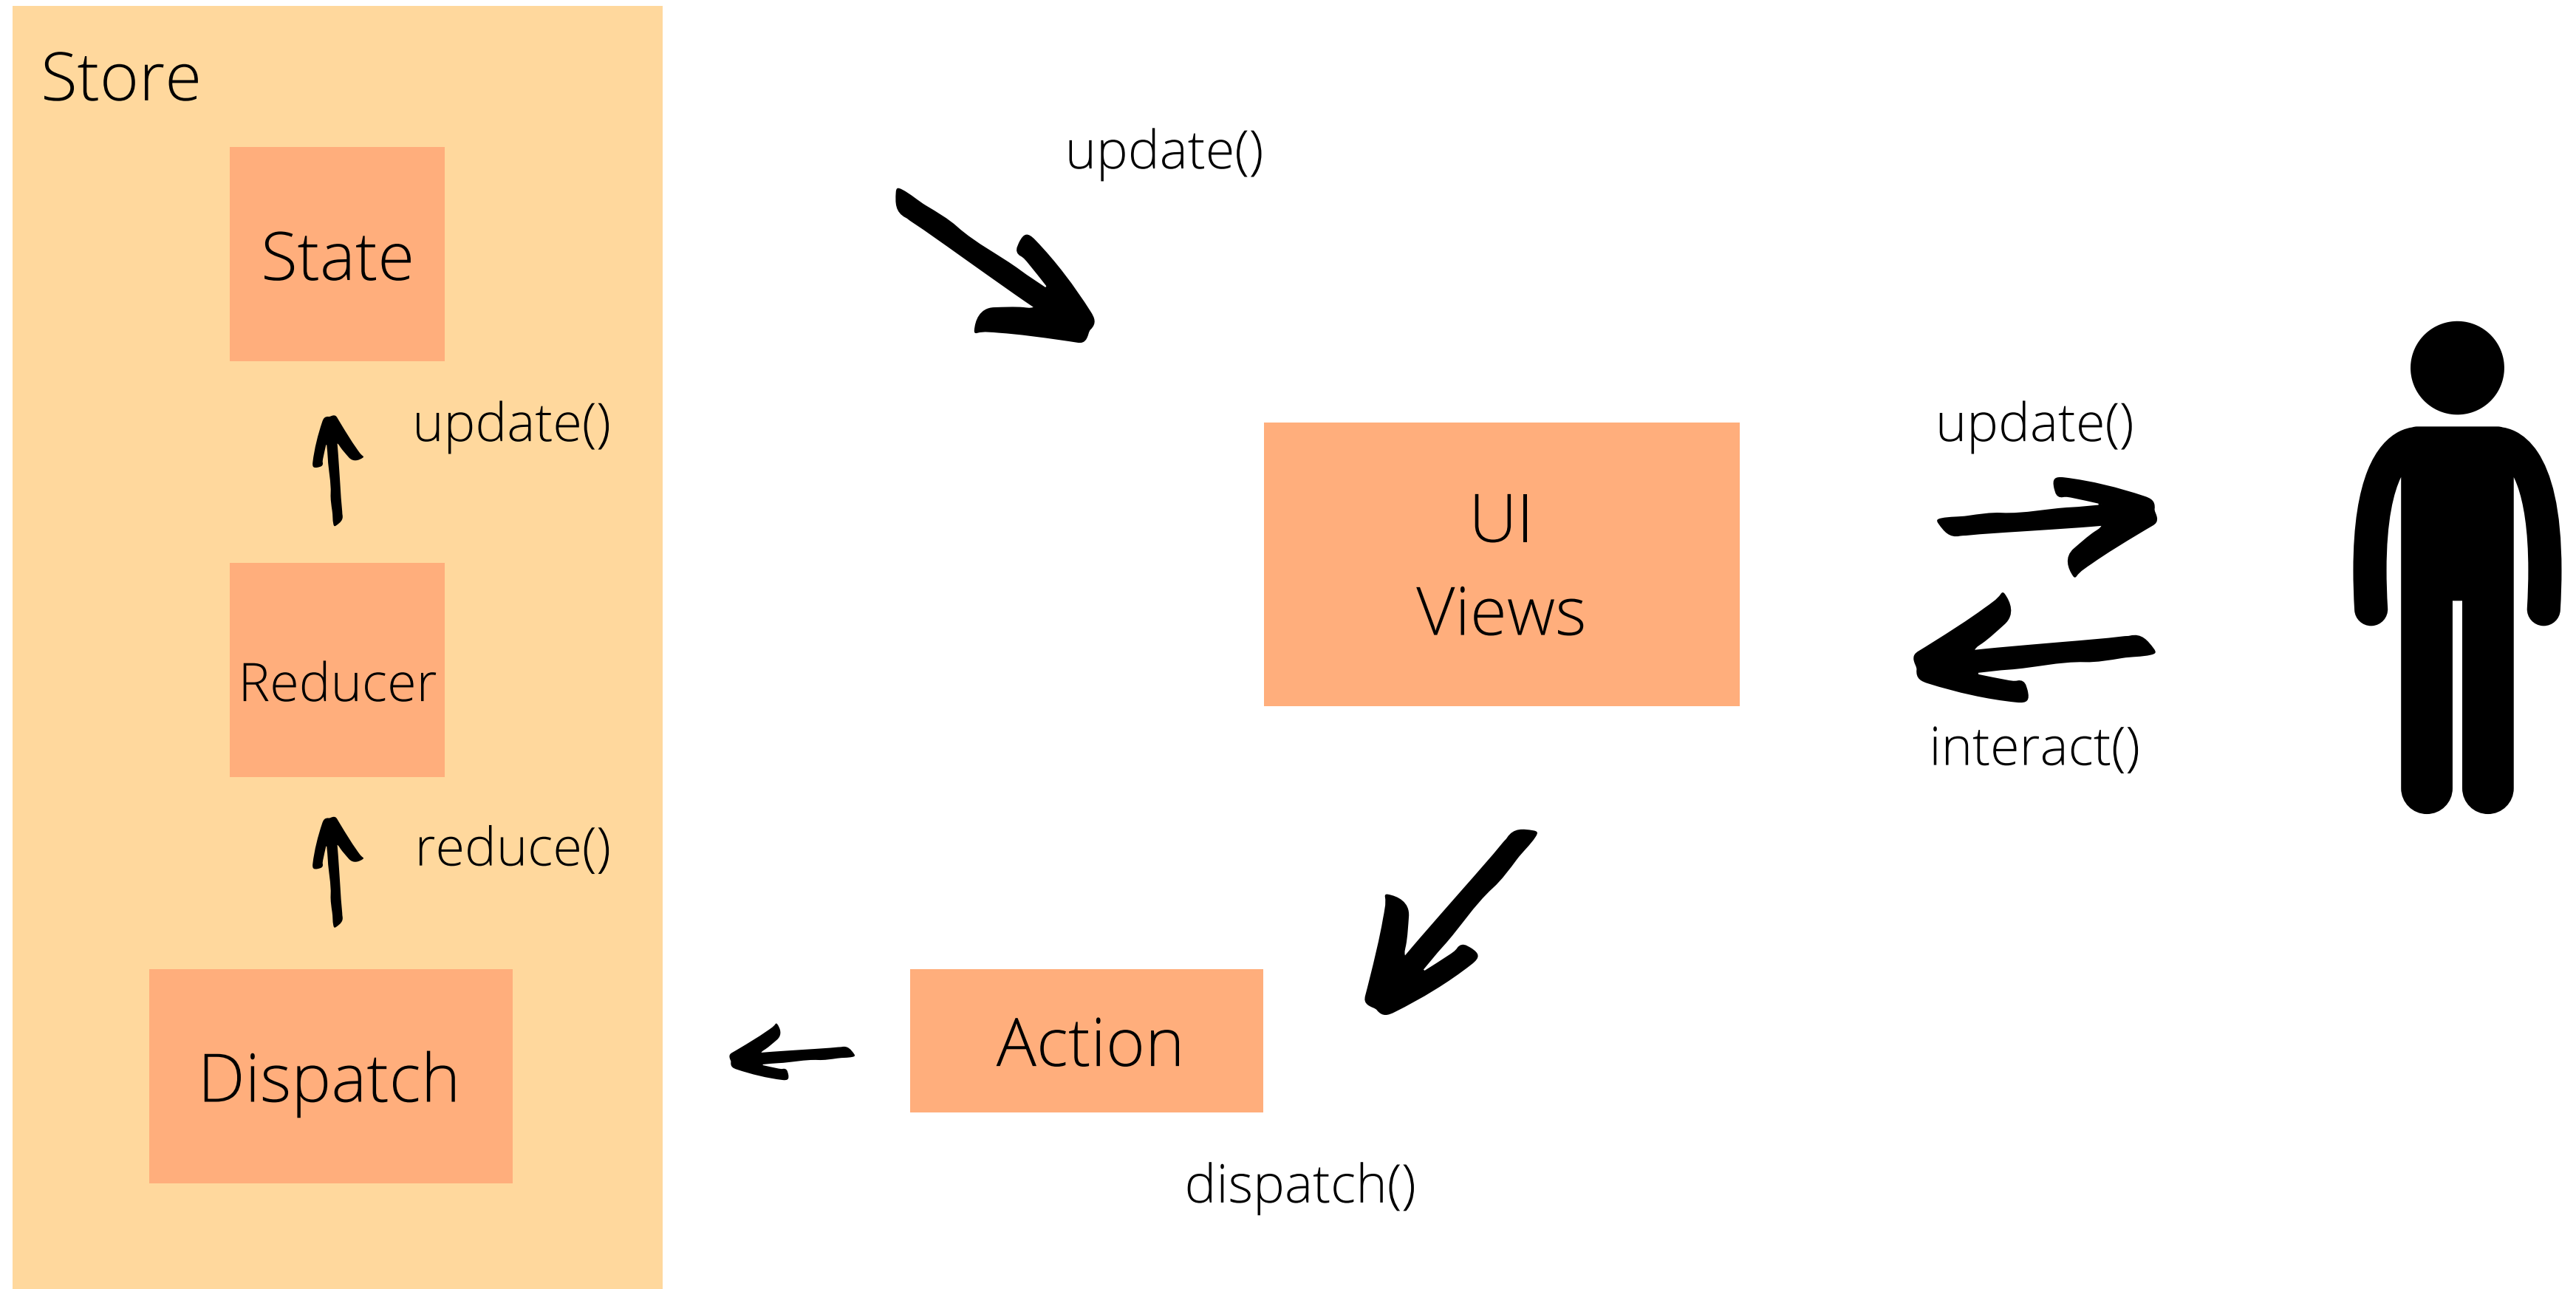 Store
State
update()
Reducer
reduce()
Dispatch
update()
UI
Views
update()
interact()
Action
dispatch()